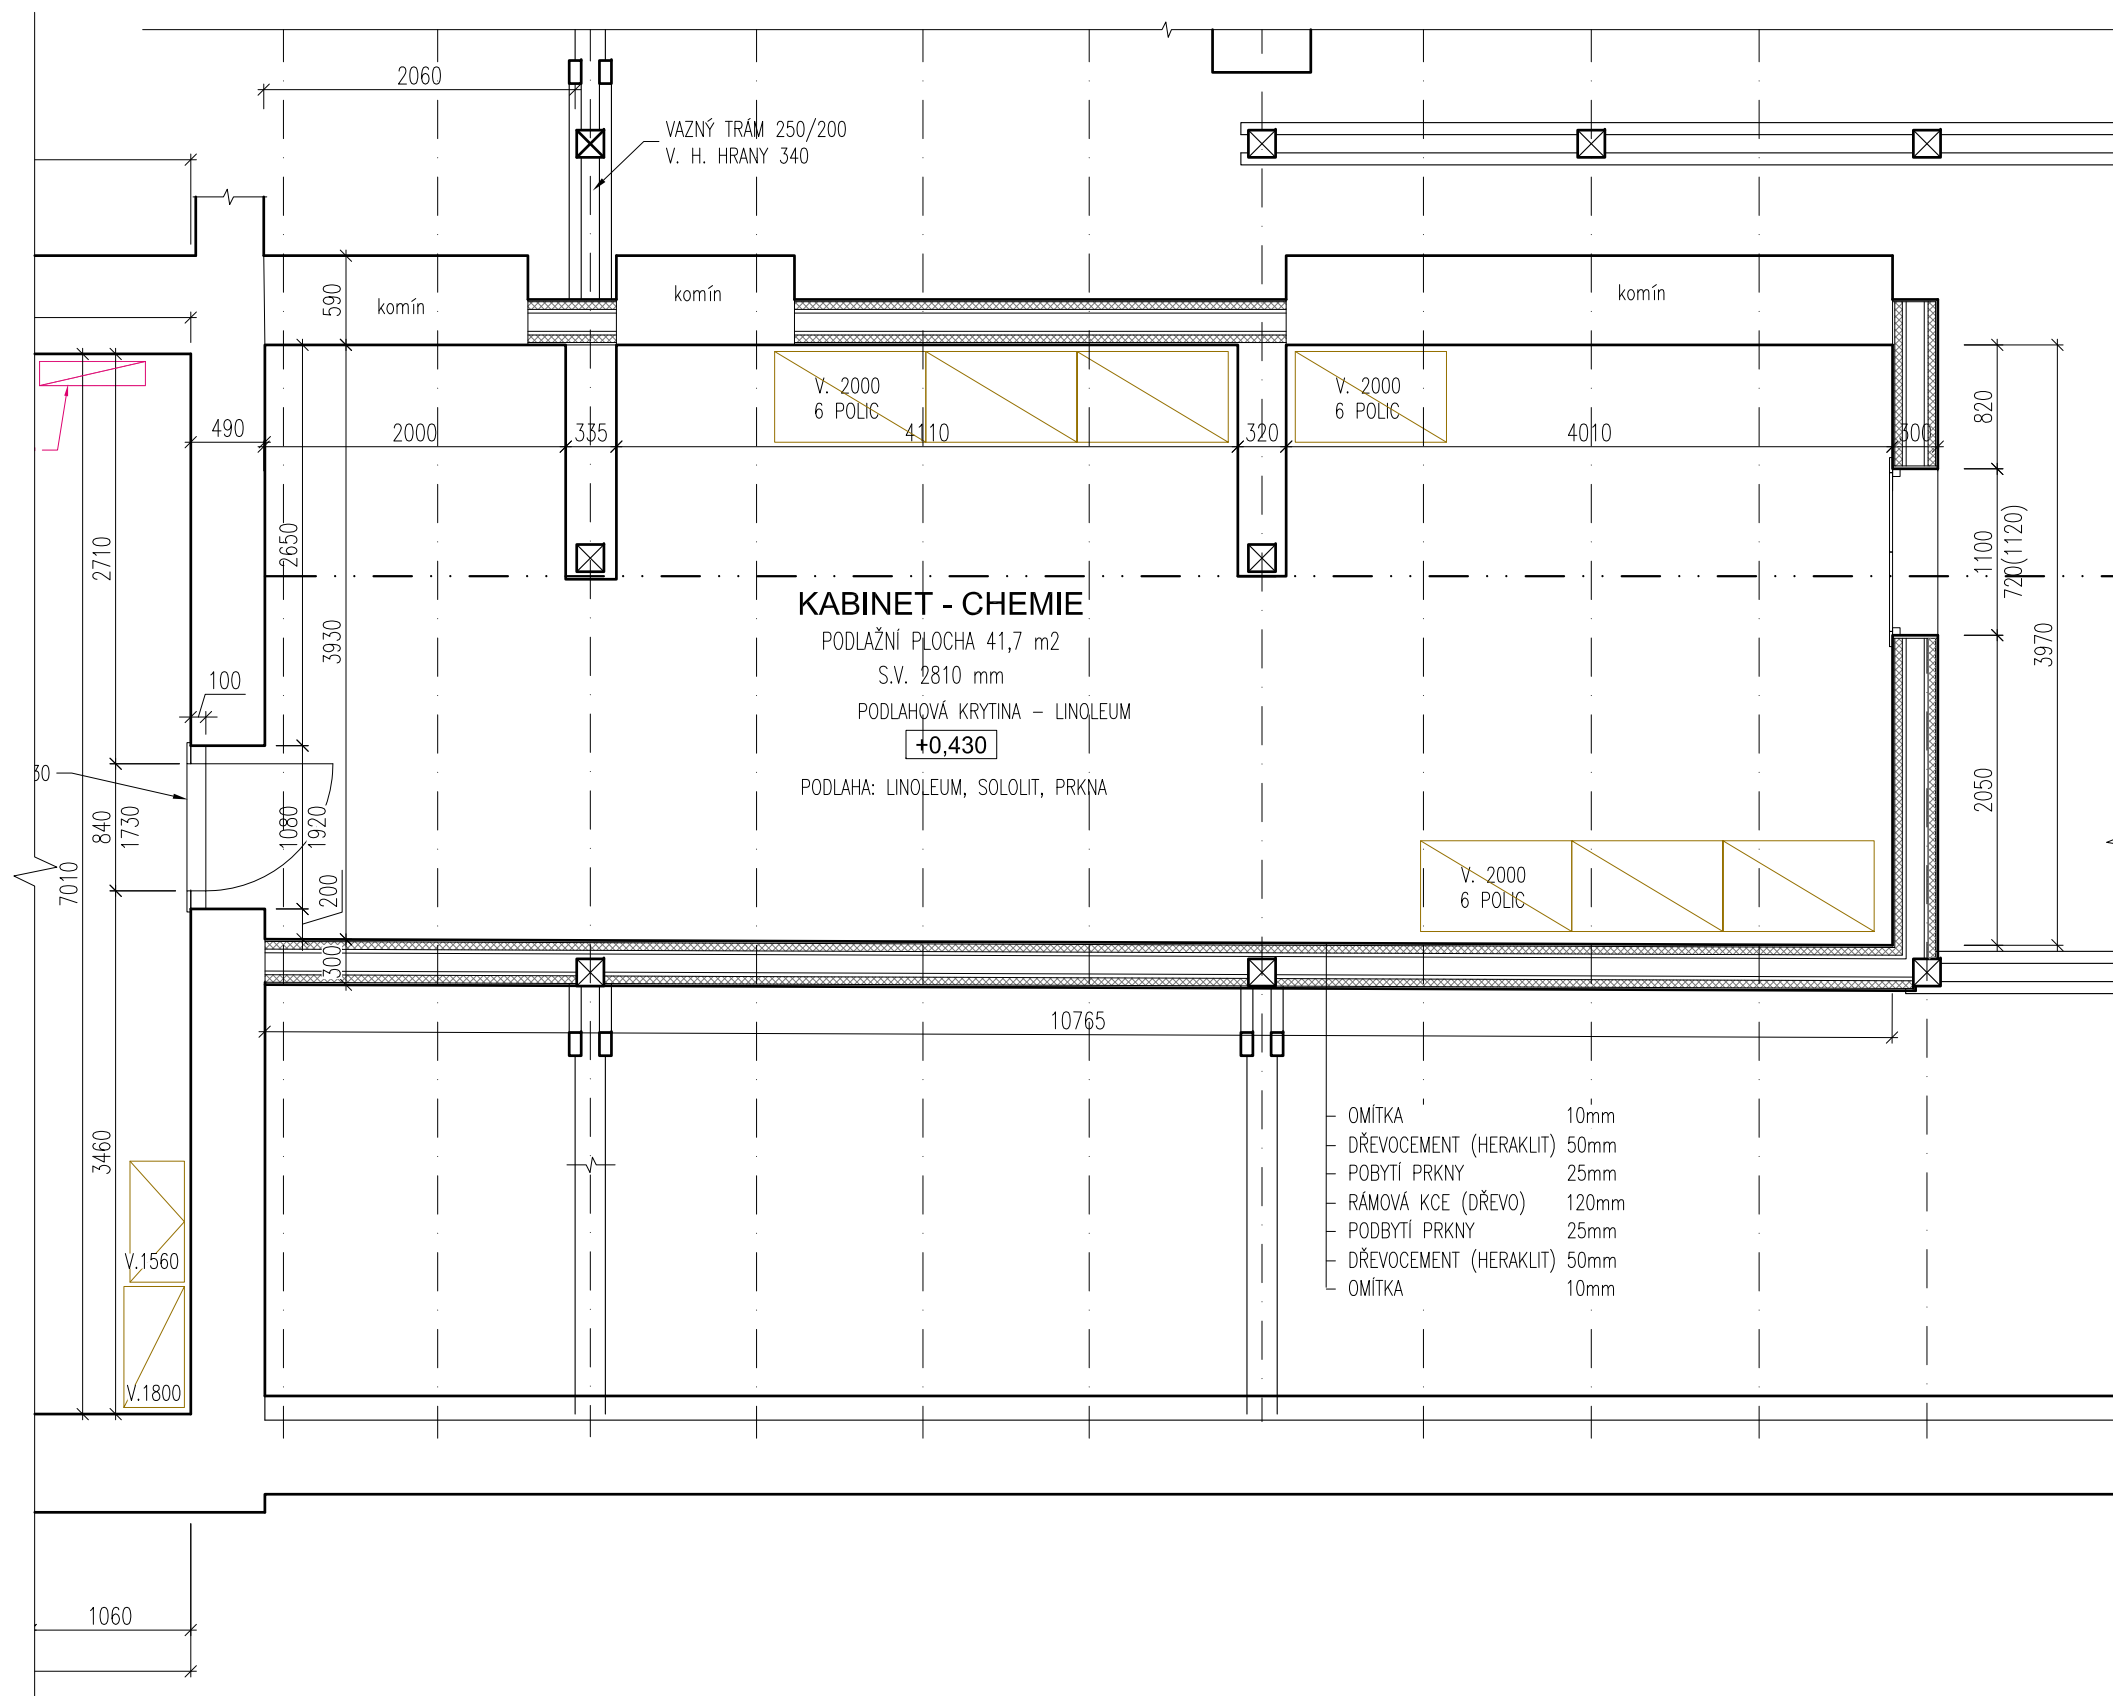 2060
VAZNÝ TRÁM 250/200
V. H. HRANY 340
590
komín
komín
komín
V. 2000
6 POLIC
V. 2000
6 POLIC
490
2000
335
4110
320
4010
300
820
2710
2650
3930
1100
720(1120)
3970
KABINET - CHEMIE
PODLAŽNÍ PLOCHA 41,7 m2
S.V. 2810 mm
PODLAHOVÁ KRYTINA – LINOLEUM
+0,430
PODLAHA: LINOLEUM, SOLOLIT, PRKNA
100
30
840
1730
1080
1920
7010
200
300
2050
V. 2000
6 POLIC
10765
OMÍTKA 10mm
DŘEVOCEMENT (HERAKLIT) 50mm
POBYTÍ PRKNY 25mm
RÁMOVÁ KCE (DŘEVO) 120mm
PODBYTÍ PRKNY 25mm
DŘEVOCEMENT (HERAKLIT) 50mm
OMÍTKA 10mm
3460
V.1560
V.1800
1060